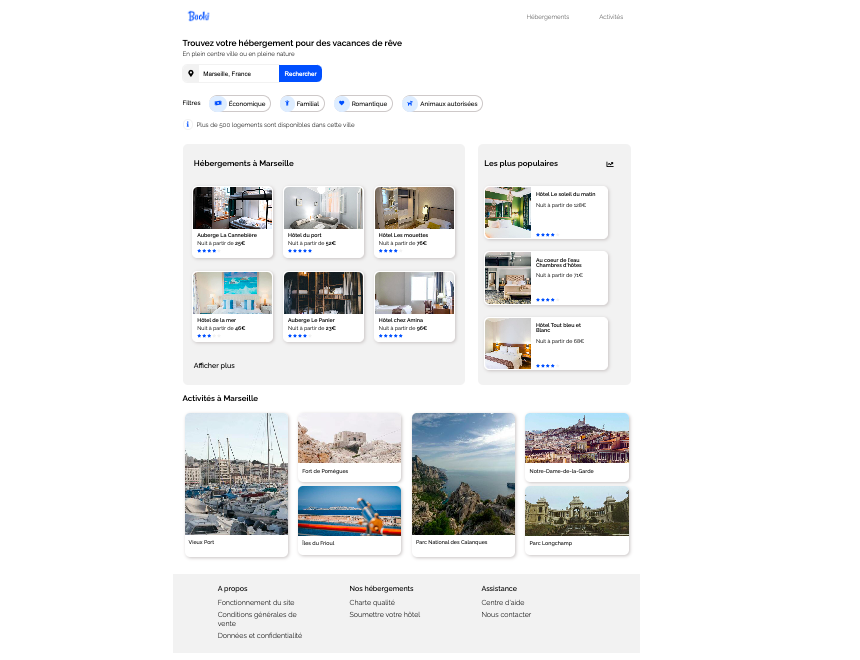 Booki
Hébergements
Activités
Trouvez votre hébergement pour des vacances de rêve
En plein centre ville ou en pleine nature
Marseille, France
Rechercher
Filtres
Économique
Familial
Romantique
Animaux autorisées
Plus de 500 logements sont disponibles dans cette ville
Hébergements à Marseille
Auberge La Cannebière
Nuit à partir de 25€
Hôtel du port
Nuit à partir de 52€
Hôtel Les mouettes
Nuit à partir de 76€
Hôtel de la mer
Nuit à partir de 46€
Auberge Le Panier
Nuit à partir de 23€
Hôtel chez Amina
Nuit à partir de 96€
Afficher plus
Les plus populaires
Hôtel Le soleil du matin
Nuit à partir de 128€
Au coeur de l'eau
Chambres d'hôtes
Nuit à partir de 71€
Hôtel Tout bleu et
Blanc
Nuit à partir de 68€
Activités à Marseille
Vieux Port
Fort de Pomègues
Îles du Frioul
Parc National des Calanques
Notre-Dame-de-la-Garde
Parc Longchamp
A propos
Fonctionnement du site
Conditions générales de
vente
Données et confidentialité
Nos hébergements
Charte qualité
Soumettre votre hôtel
Assistance
Centre d'aide
Nous contacter